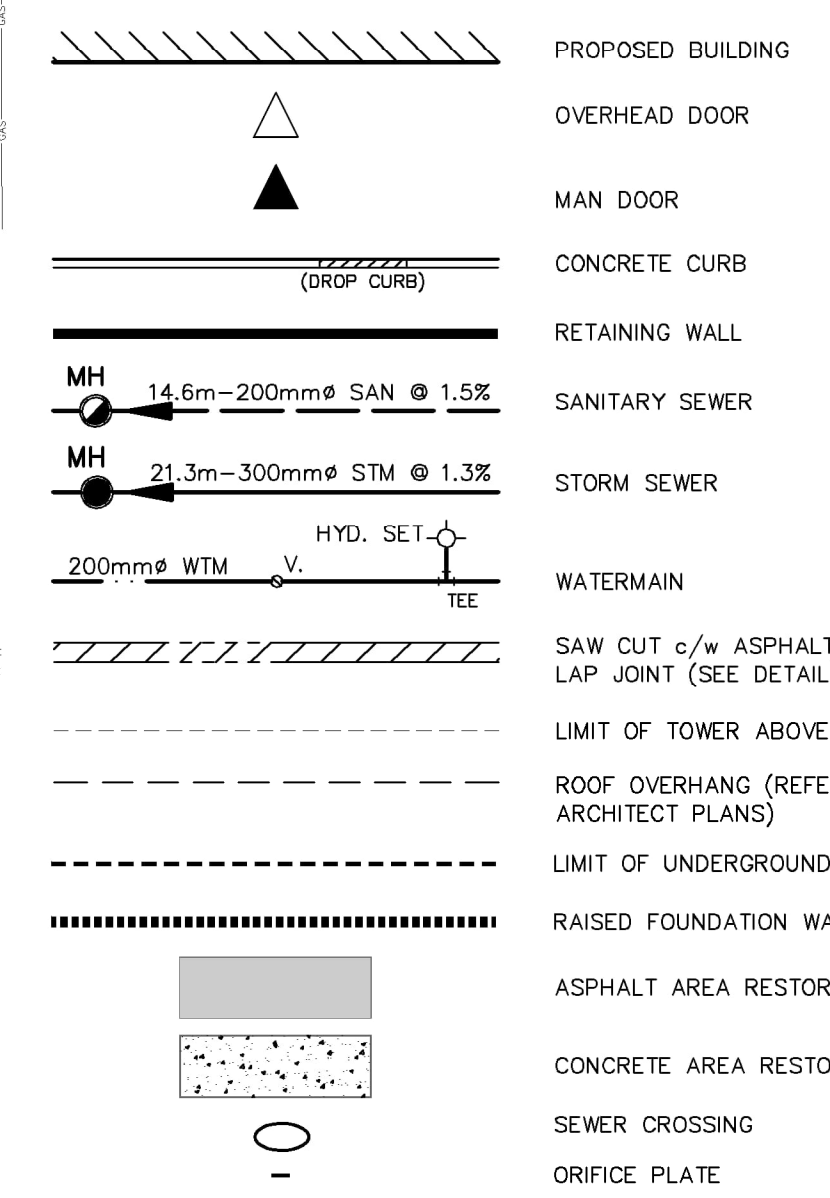 GAS
GAS
PROPOSED BUILDING
OVERHEAD DOOR
MAN DOOR
(DROP CURB)
CONCRETE CURB
RETAINING WALL
MH
14.6m-200mmø SAN @ 1.5%
SANITARY SEWER
MH
21.3m-300mmø STM @ 1.3%
STORM SEWER
HYD. SET
200mmø WTM
V.
TEE
WATERMAIN
SAW CUT c/w ASPHALT
LAP JOINT (SEE DETAIL
LIMIT OF TOWER ABOVE
ROOF OVERHANG (REFE
ARCHITECT PLANS)
LIMIT OF UNDERGROUND
RAISED FOUNDATION WA
ASPHALT AREA RESTOR
CONCRETE AREA RESTO
SEWER CROSSING
ORIFICE PLATE